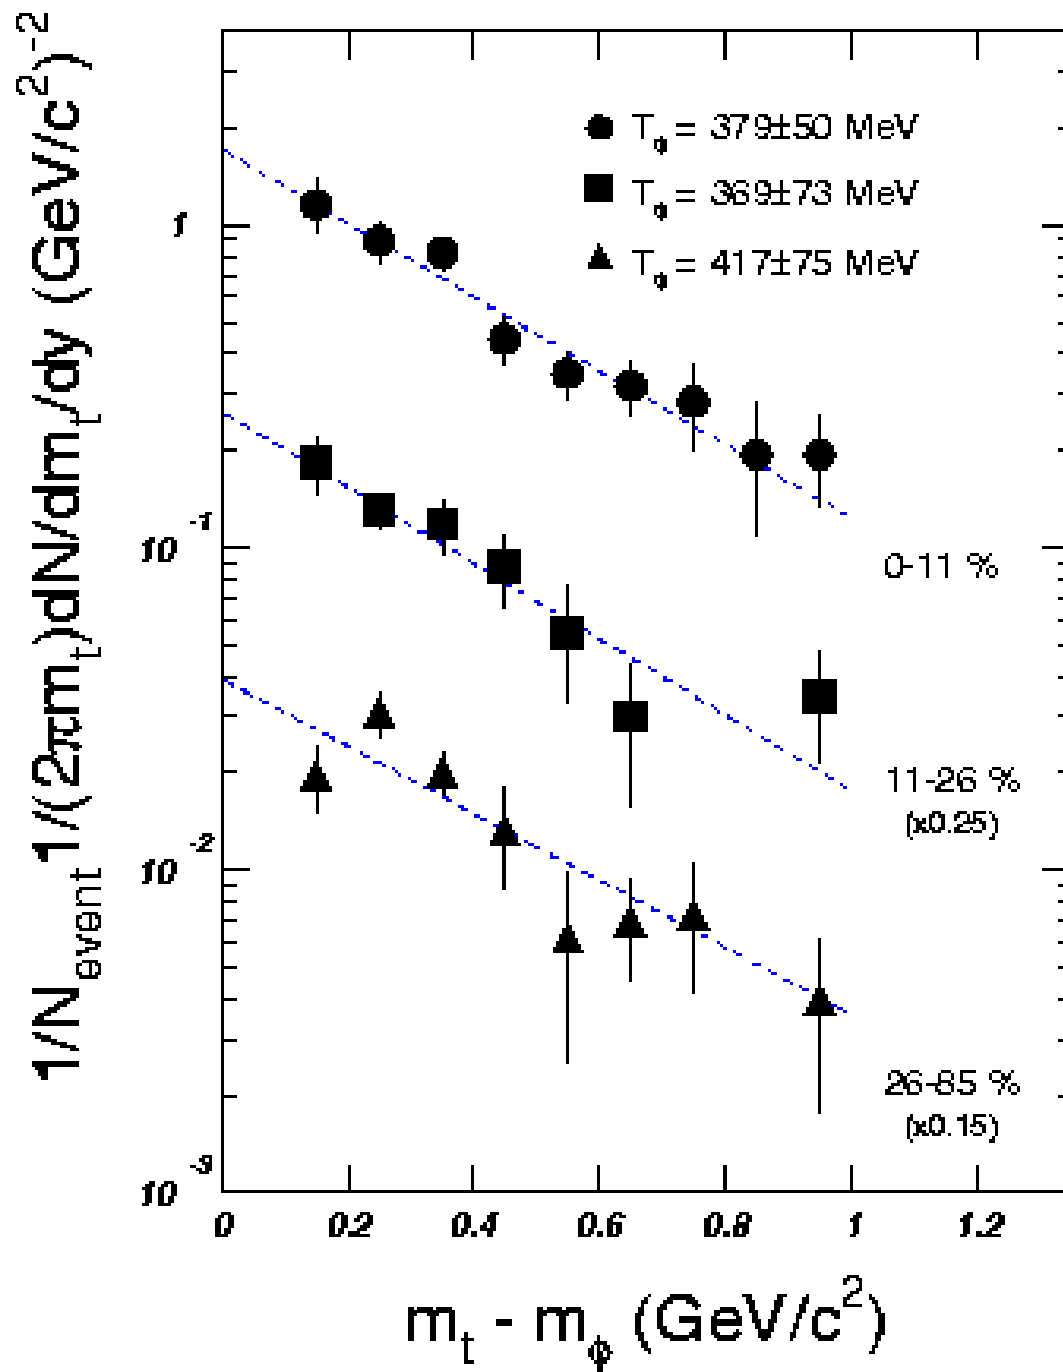 1/N_event 1/(2πm_t)dN/dm_t/dy (GeV/c²)⁻²
T_ϕ = 379±50 MeV
T_ϕ = 369±73 MeV
T_ϕ = 417±75 MeV
1
10⁻¹
10⁻²
10⁻³
0-11 %
11-26 %
(x0.25)
26-85 %
(x0.15)
0 0.2 0.4 0.6 0.8 1 1.2
m_t - m_ϕ (GeV/c²)